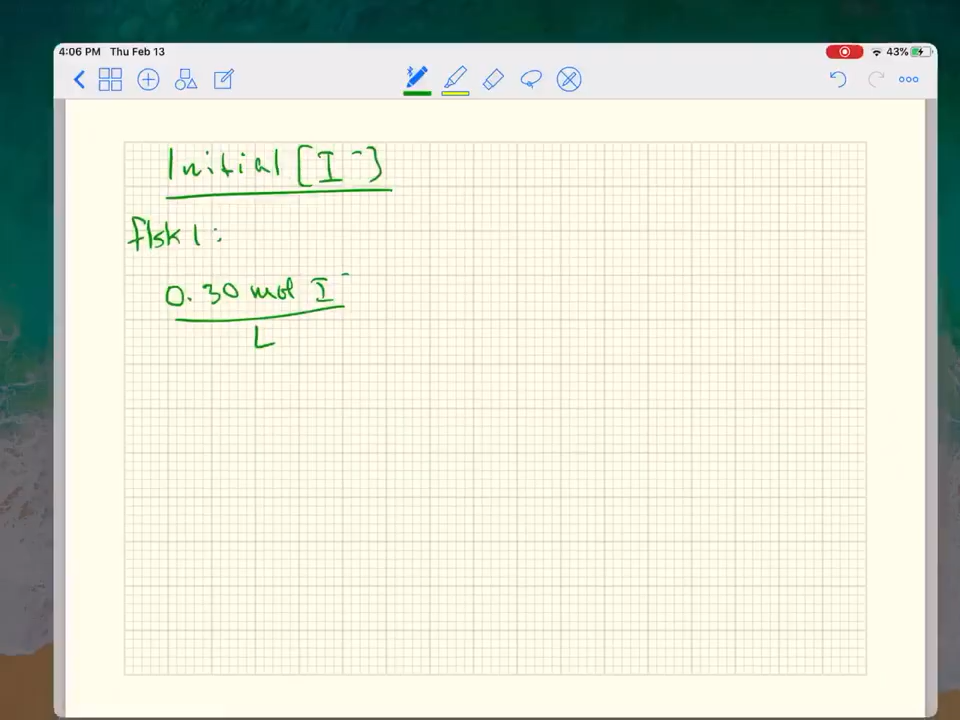 4:06 PM Thu Feb 13
43%
Initial [I⁻]
flsk 1:
0.30 mol I⁻
L